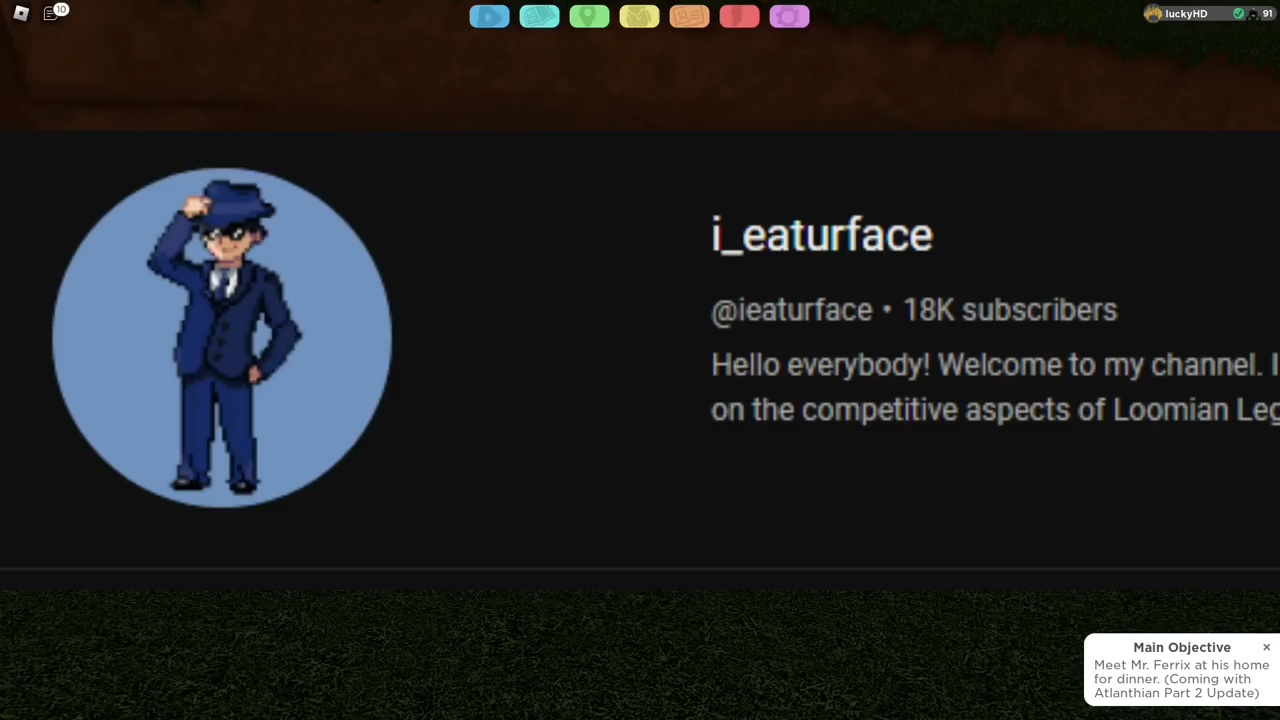 10
luckyHD
91
i_eaturface
@ieaturface • 18K subscribers
Hello everybody! Welcome to my channel. I
on the competitive aspects of Loomian Leg
Main Objective ×
Meet Mr. Ferrix at his home
for dinner. (Coming with
Atlanthian Part 2 Update)